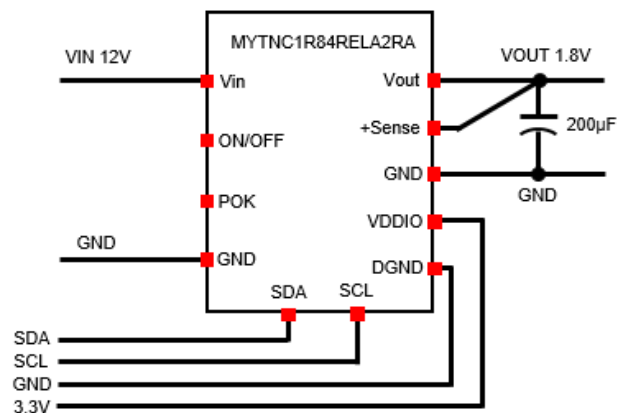 MYTNC1R84RELA2RA
VIN 12V
VOUT 1.8V
Vin
Vout
+Sense
200µF
ON/OFF
GND
GND
POK
VDDIO
GND
GND
DGND
SDA
SCL
SDA
SCL
GND
3.3V